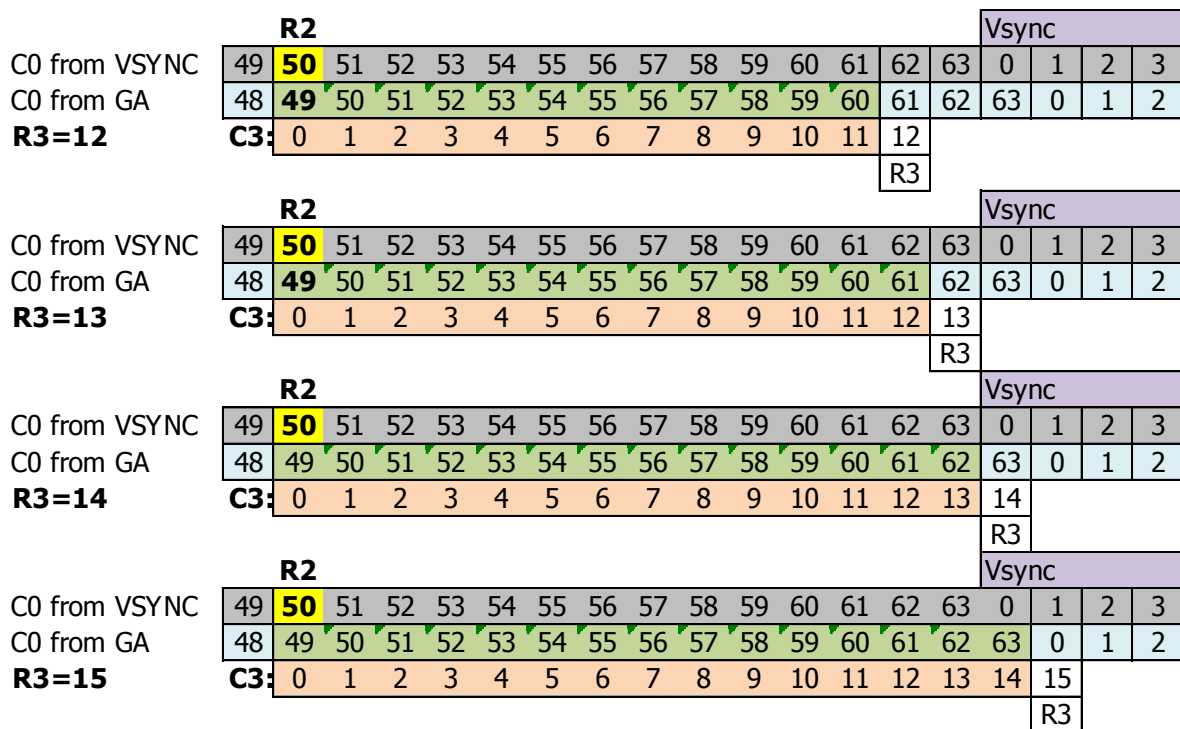 R2 Vsync
C0 from VSYNC 49 50 51 52 53 54 55 56 57 58 59 60 61 62 63 0 1 2 3
C0 from GA 48 49 50 51 52 53 54 55 56 57 58 59 60 61 62 63 0 1 2
R3=12 C3: 0 1 2 3 4 5 6 7 8 9 10 11 12
R3
R2 Vsync
C0 from VSYNC 49 50 51 52 53 54 55 56 57 58 59 60 61 62 63 0 1 2 3
C0 from GA 48 49 50 51 52 53 54 55 56 57 58 59 60 61 62 63 0 1 2
R3=13 C3: 0 1 2 3 4 5 6 7 8 9 10 11 12 13
R3
R2 Vsync
C0 from VSYNC 49 50 51 52 53 54 55 56 57 58 59 60 61 62 63 0 1 2 3
C0 from GA 48 49 50 51 52 53 54 55 56 57 58 59 60 61 62 63 0 1 2
R3=14 C3: 0 1 2 3 4 5 6 7 8 9 10 11 12 13 14
R3
R2 Vsync
C0 from VSYNC 49 50 51 52 53 54 55 56 57 58 59 60 61 62 63 0 1 2 3
C0 from GA 48 49 50 51 52 53 54 55 56 57 58 59 60 61 62 63 0 1 2
R3=15 C3: 0 1 2 3 4 5 6 7 8 9 10 11 12 13 14 15
R3